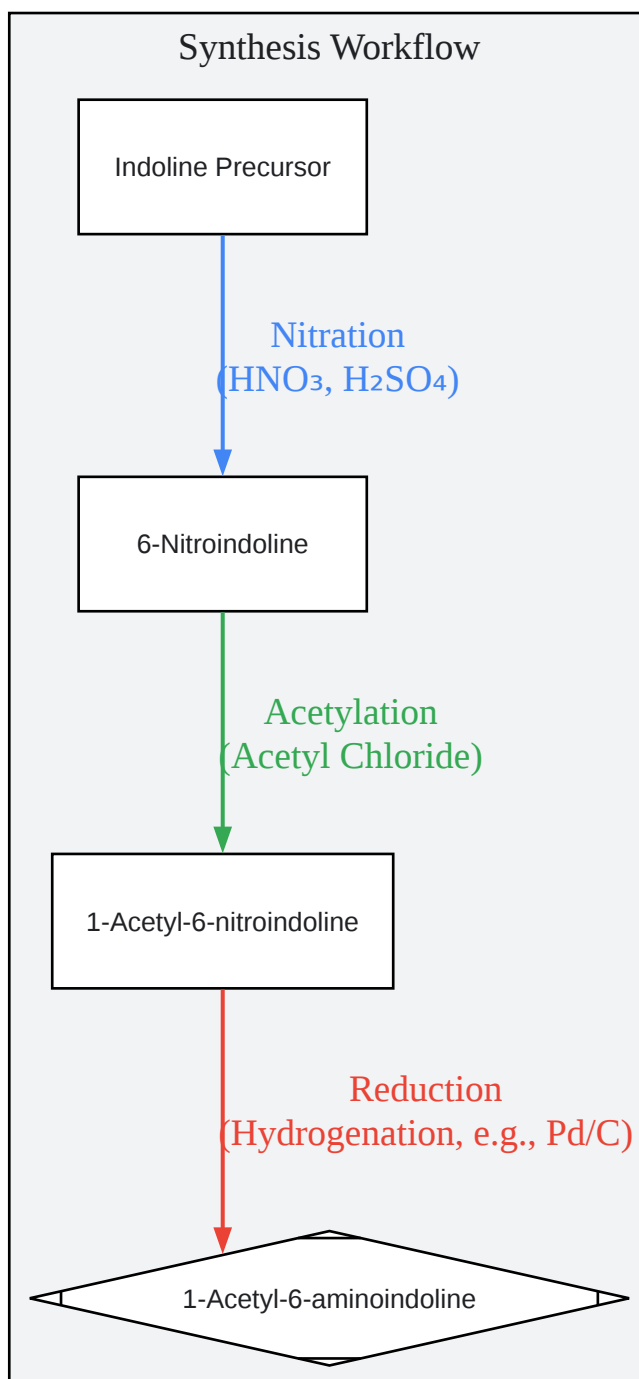 Synthesis Workflow
Indoline Precursor
Nitration
(HNO₃, H₂SO₄)
6-Nitroindoline
Acetylation
(Acetyl Chloride)
1-Acetyl-6-nitroindoline
Reduction
(Hydrogenation, e.g., Pd/C)
1-Acetyl-6-aminoindoline